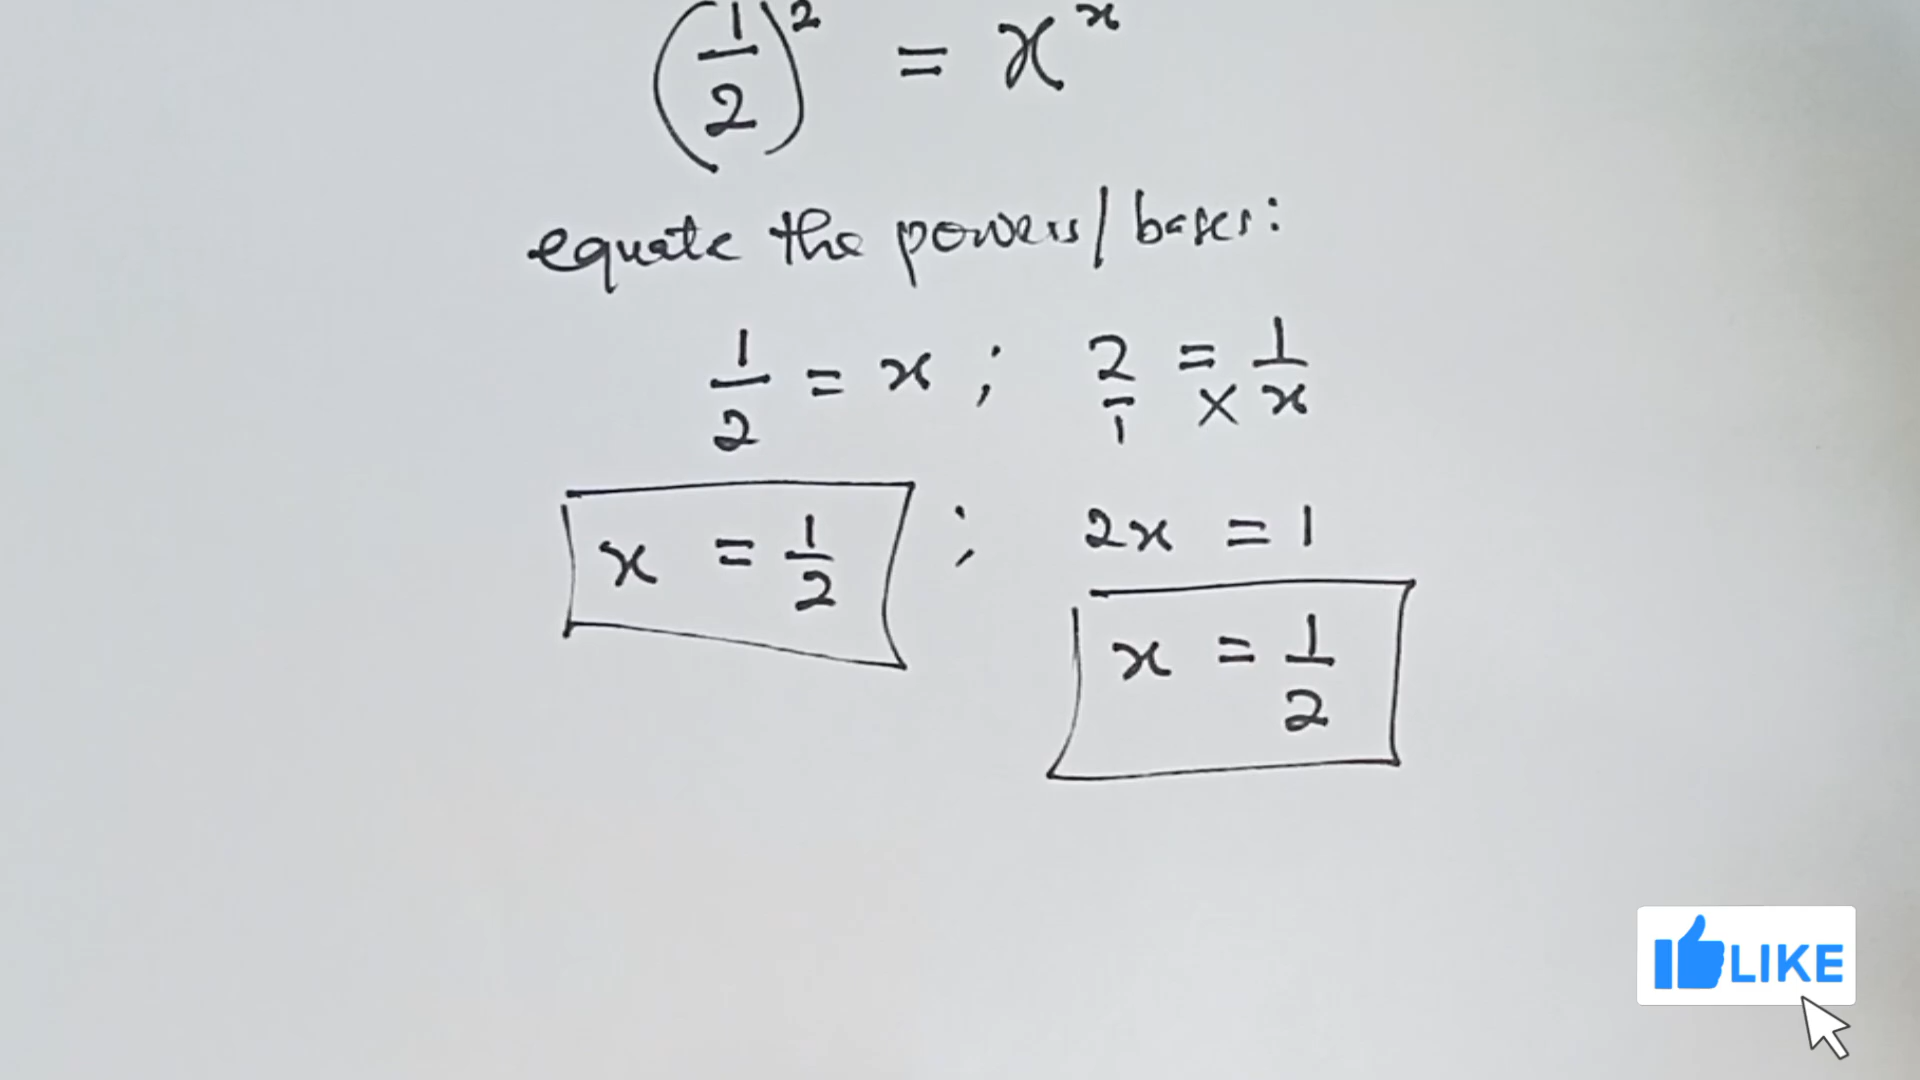 (1/2)² = xˣ
equate the powers/bases:
1/2 = x ; 2/1 = 1/x
×
x = 1/2 ; 2x = 1
x = 1/2
LIKE